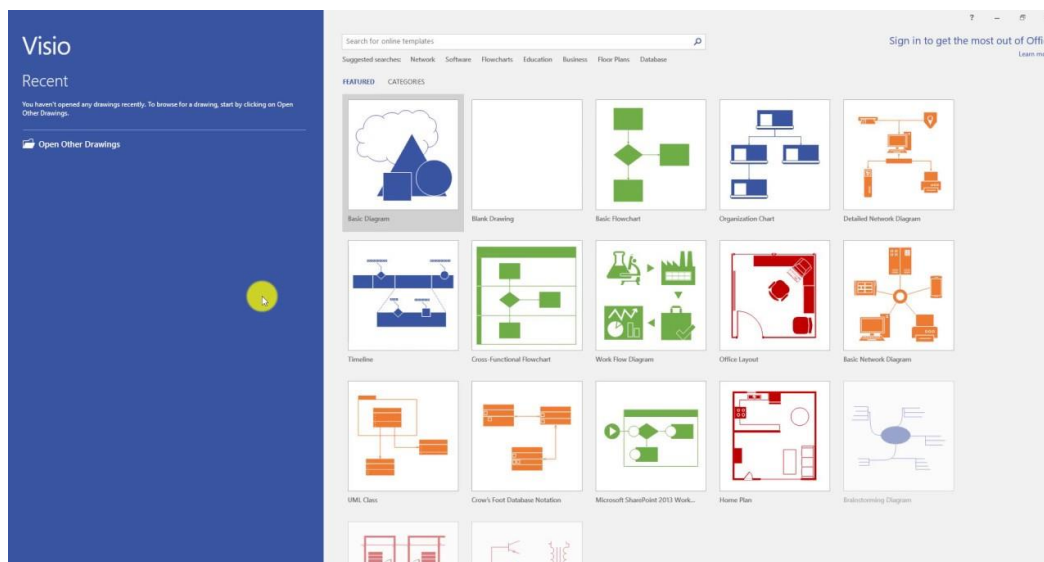 Visio
Recent
You haven't opened any drawings recently. To browse for a drawing, start by clicking on Open
Other Drawings.
Open Other Drawings
?
Sign in to get the most out of Offi
Learn mo
Search for online templates
Suggested searches: Network Software Flowcharts Education Business Floor Plans Database
FEATURED CATEGORIES
Basic Diagram
Blank Drawing
Basic Flowchart
Organization Chart
Detailed Network Diagram
Timeline
Cross-Functional Flowchart
Work Flow Diagram
Office Layout
Basic Network Diagram
UML Class
Crow's Foot Database Notation
Microsoft SharePoint 2013 Work...
Home Plan
Brainstorming Diagram